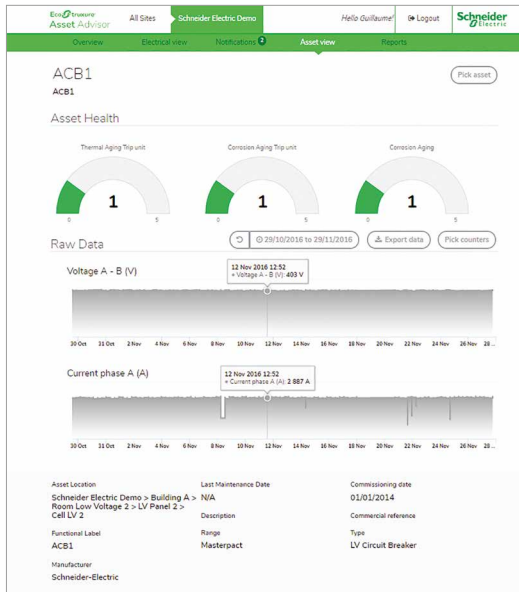 EcoStruxure
Asset Advisor
All Sites
Schneider Electric Demo
Hello Guillaume!
Logout
Schneider
Electric
Overview
Electrical view
Notifications 2
Asset view
Reports
ACB1
Pick asset
ACB1
Asset Health
Thermal Aging Trip unit
Corrosion Aging Trip unit
Corrosion Aging
1
1
1
0 5
0 5
0 5
Raw Data
29/10/2016 to 29/11/2016
Export data
Pick counters
Voltage A - B (V)
12 Nov 2016 12:52
Voltage A - B (V): 403 V
30 Oct 31 Oct 2 Nov 4 Nov 6 Nov 8 Nov 10 Nov 12 Nov 14 Nov 16 Nov 18 Nov 20 Nov 22 Nov 24 Nov 26 Nov 28 ...
Current phase A (A)
12 Nov 2016 12:52
Current phase A (A): 2 887 A
30 Oct 31 Oct 2 Nov 4 Nov 6 Nov 8 Nov 10 Nov 12 Nov 14 Nov 16 Nov 18 Nov 20 Nov 22 Nov 24 Nov 26 Nov 28 ...
Asset Location
Schneider Electric Demo > Building A >
Room Low Voltage 2 > LV Panel 2 >
Cell LV 2
Last Maintenance Date
N/A
Commissioning date
01/01/2014
Description
Commercial reference
Functional Label
ACB1
Range
Masterpact
Type
LV Circuit Breaker
Manufacturer
Schneider-Electric